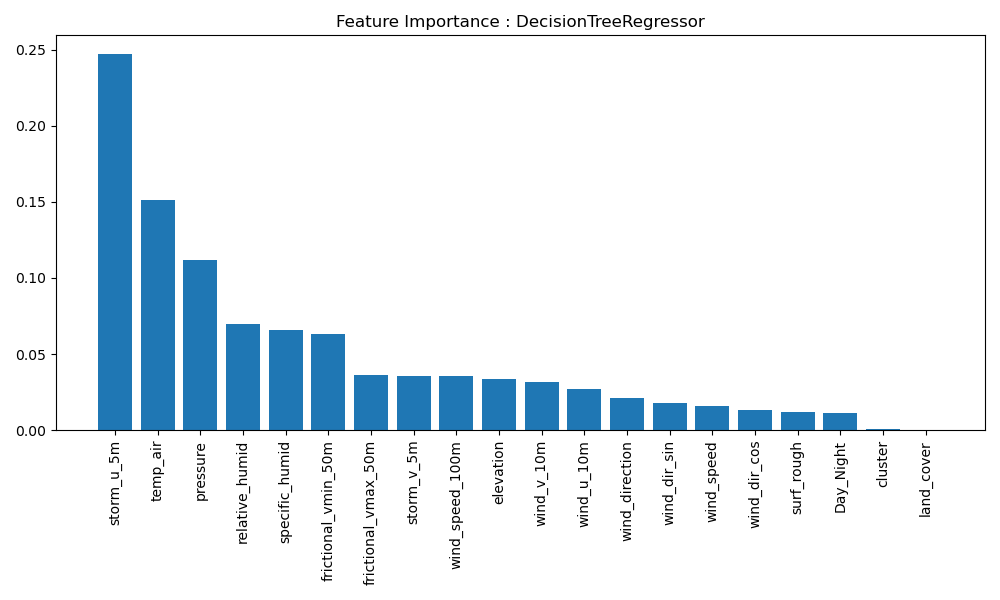 Feature Importance : DecisionTreeRegressor
0.25
0.20
0.15
0.10
0.05
0.00
storm_u_5m
temp_air
pressure
relative_humid
specific_humid
frictional_vmin_50m
frictional_vmax_50m
storm_v_5m
wind_speed_100m
elevation
wind_v_10m
wind_u_10m
wind_direction
wind_dir_sin
wind_speed
wind_dir_cos
surf_rough
Day_Night
cluster
land_cover